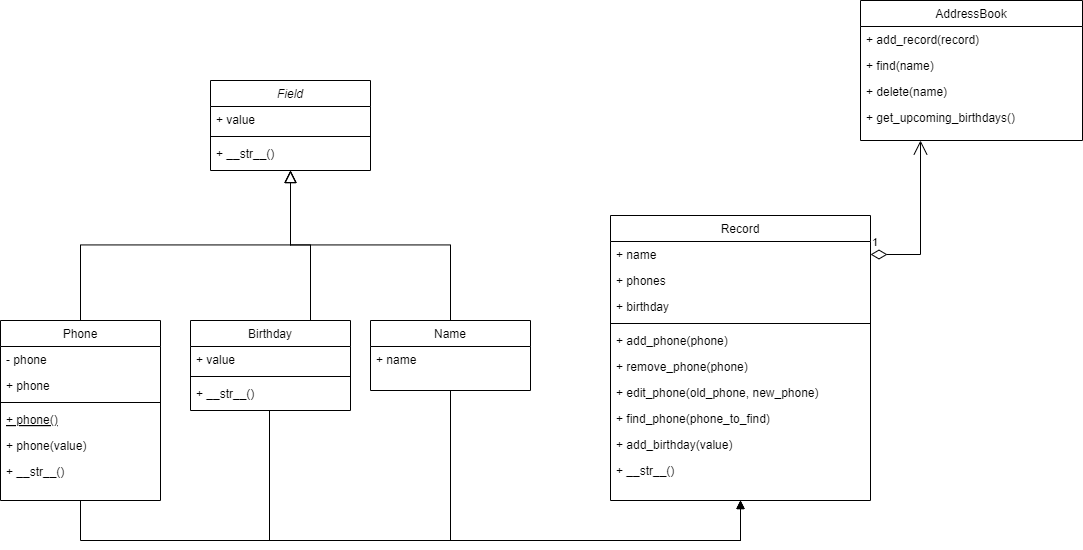 AddressBook
+ add_record(record)
+ find(name)
+ delete(name)
+ get_upcoming_birthdays()
Field
+ value
+ __str__()
Record
+ name
+ phones
+ birthday
+ add_phone(phone)
+ remove_phone(phone)
+ edit_phone(old_phone, new_phone)
+ find_phone(phone_to_find)
+ add_birthday(value)
+ __str__()
1
Phone
- phone
+ phone
+ phone()
+ phone(value)
+ __str__()
Birthday
+ value
+ __str__()
Name
+ name